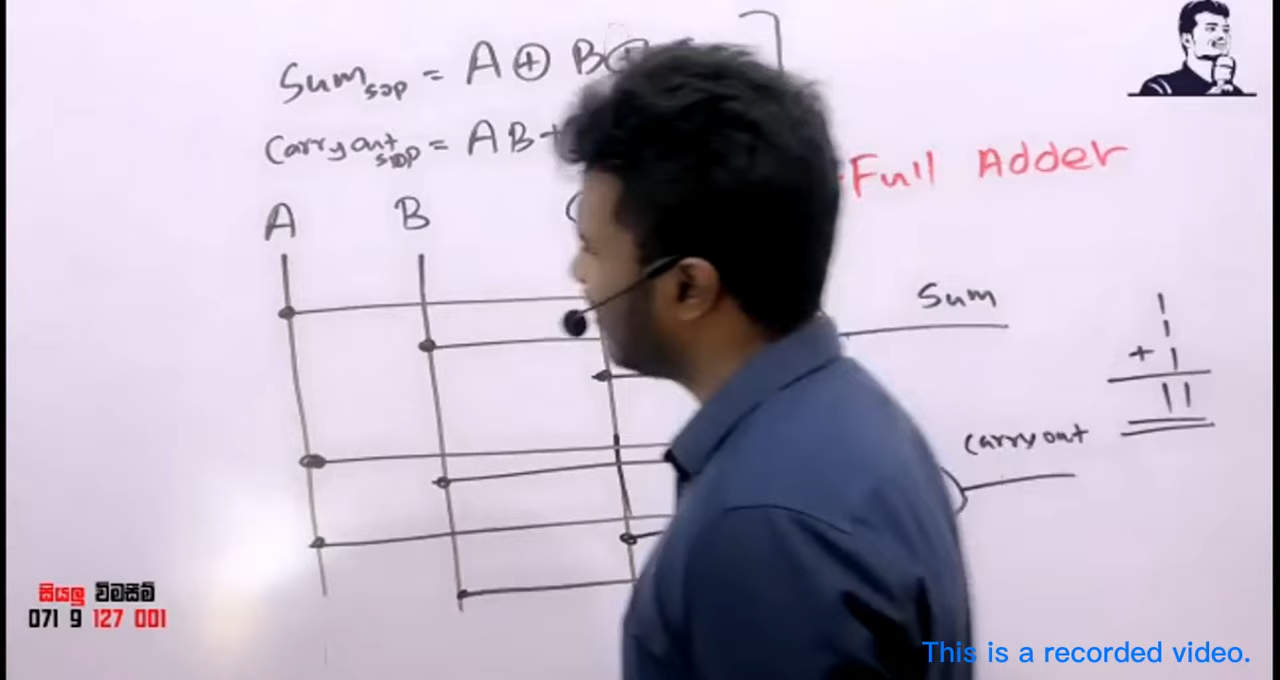 Sum sop = A ⊕ B ⊕
Carryout sop = AB +
Full Adder
A B C
Sum
1
1
+ 1
11
Carryout
සියලු විමසීම්
071 9 127 001
This is a recorded video.